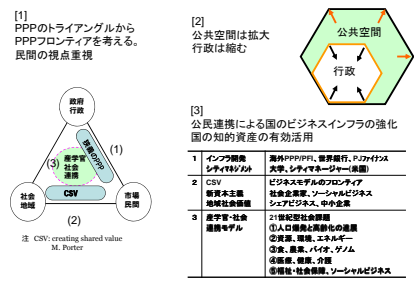 [1]
PPPのトライアングルから
PPPフロンティアを考える。
民間の視点重視
[2]
公共空間は拡大
行政は縮む
公共空間
行政
政府
行政
狭義のPPP
(1)
産学官
社会
連携
(3)
CSV
社会
地域
市場
民間
(2)
注 CSV: creating shared value
M. Porter
[3]
公民連携による国のビジネスインフラの強化
国の知的資産の有効活用
1 インフラ開発 海外PPP/PFI、世界銀行、PJファイナンス
シティマネジメント 大学、シティマネージャー(米国)
2 CSV ビジネスモデルのフロンティア
新資本主義 社会企業家、ソーシャルビジネス
地域社会価値 シェアビジネス、中小企業
3 産学官・社会 21世紀型社会課題
連携モデル ①人口爆発と高齢化の進展
②資源、環境、エネルギー
③食、農業、バイオ、ゲノム
④医療、健康、介護
⑤福祉・社会保障、ソーシャルビジネス